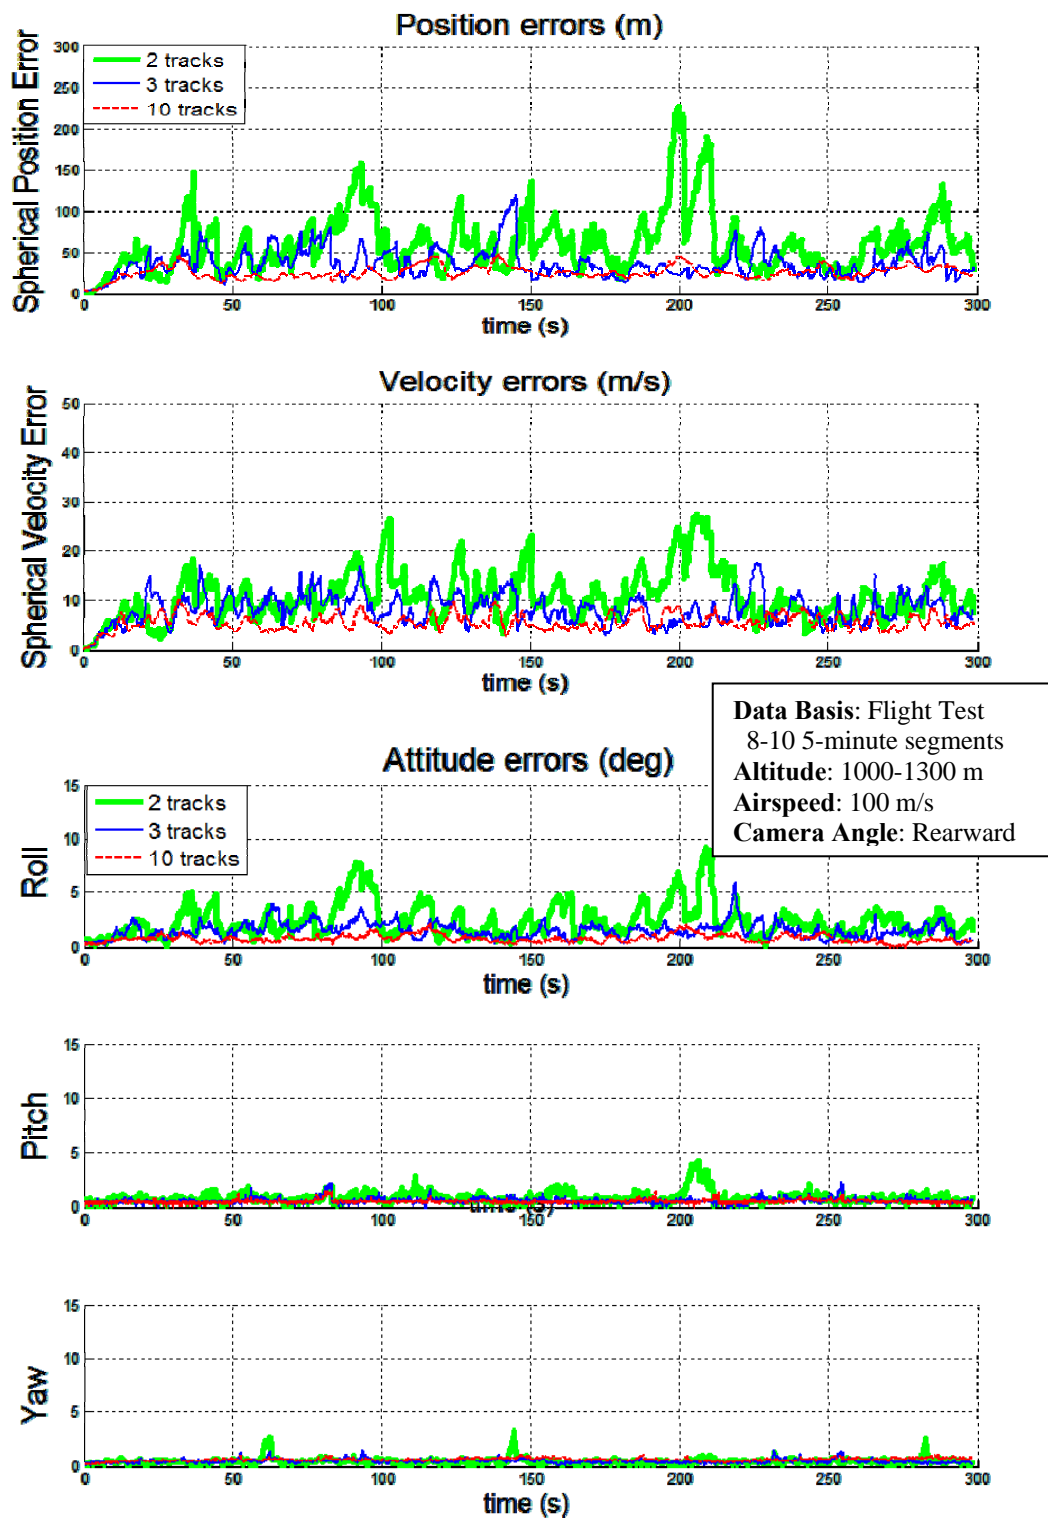 Position errors (m)
Spherical Position Error
300
250
200
150
100
50
0
2 tracks
3 tracks
10 tracks
0 50 100 150 200 250 300
time (s)
Velocity errors (m/s)
Spherical Velocity Error
50
40
30
20
10
0
0 50 100 150 200 250 300
time (s)
Data Basis: Flight Test
8-10 5-minute segments
Altitude: 1000-1300 m
Airspeed: 100 m/s
Camera Angle: Rearward
Attitude errors (deg)
Roll
15
10
5
0
2 tracks
3 tracks
10 tracks
0 50 100 150 200 250 300
time (s)
Pitch
15
10
5
0
0 50 100 150 200 250 300
time (s)
Yaw
15
10
5
0
0 50 100 150 200 250 300
time (s)